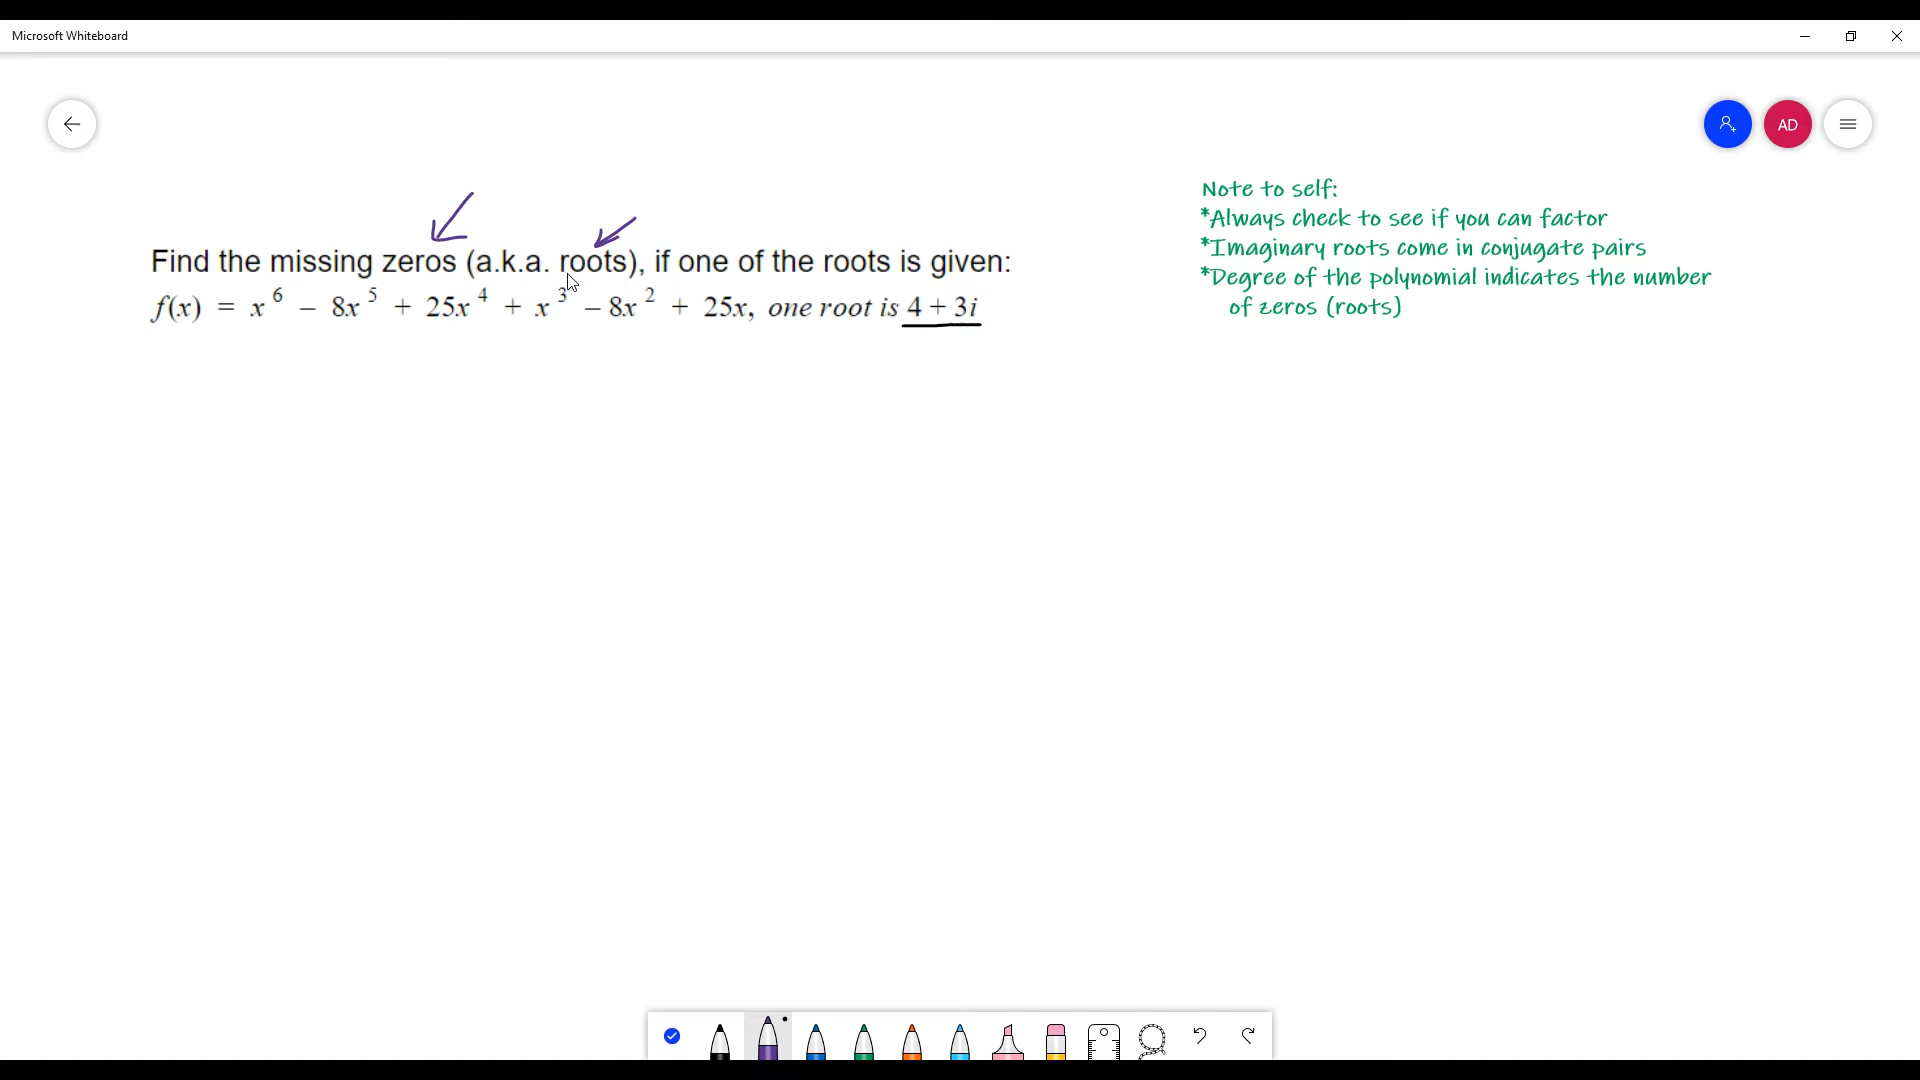 Microsoft Whiteboard
AD
Note to self:
*Always check to see if you can factor
*Imaginary roots come in conjugate pairs
*Degree of the polynomial indicates the number
of zeros (roots)
Find the missing zeros (a.k.a. roots), if one of the roots is given:
f(x) = x^6 − 8x^5 + 25x^4 + x^3 − 8x^2 + 25x, one root is 4 + 3i